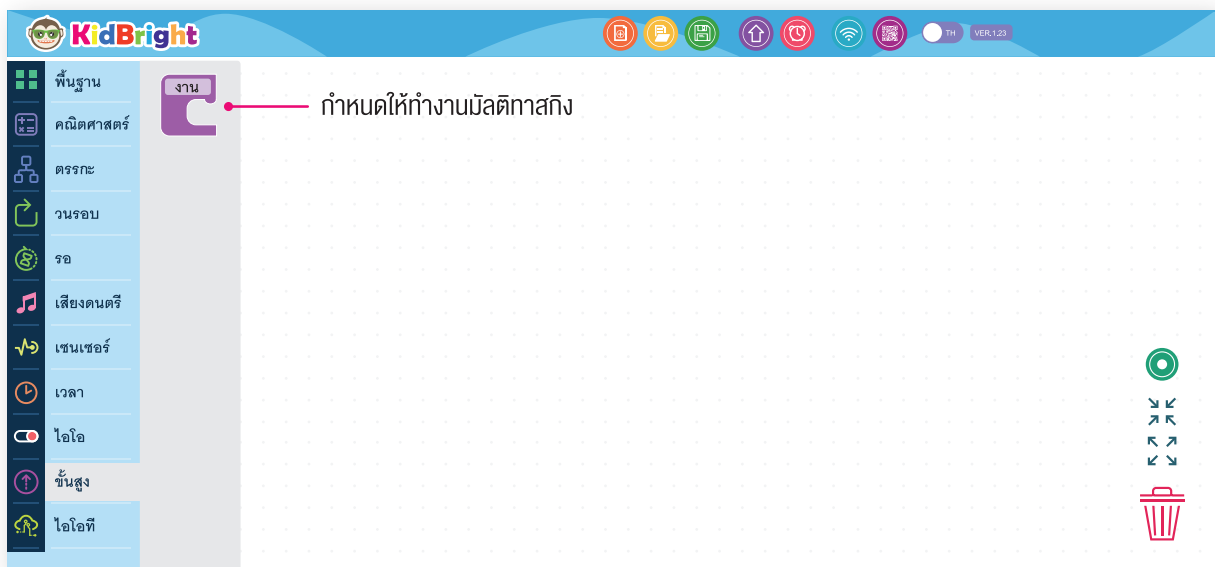 KidBright
TH
VER.1.23
พื้นฐาน
งาน
กำหนดให้ทำงานมัลติทาสกิง
คณิตศาสตร์
ตรรกะ
วนรอบ
รอ
เสียงดนตรี
เซนเซอร์
เวลา
ไอโอ
ขั้นสูง
ไอโอที